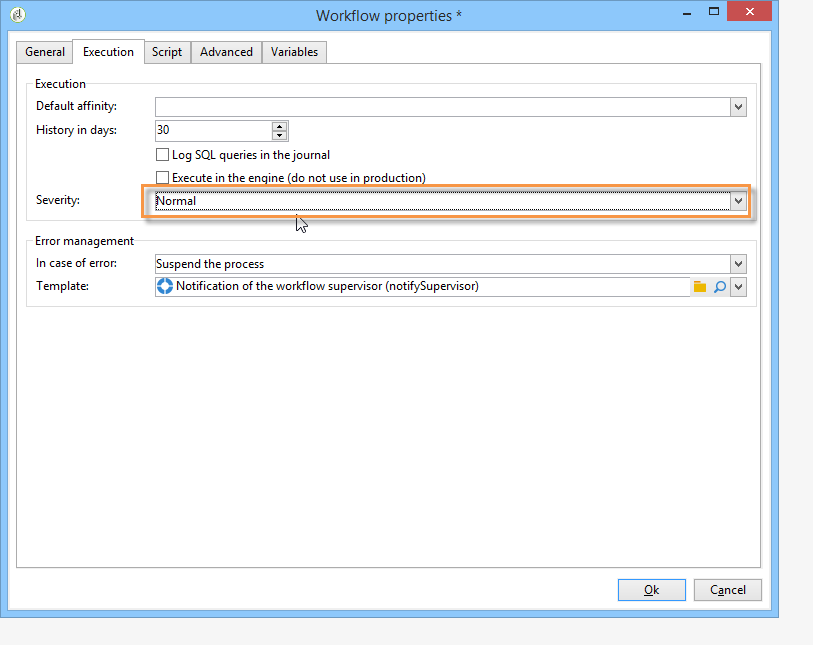 Workflow properties *
General Execution Script Advanced Variables
Execution
Default affinity:
History in days: 30
Log SQL queries in the journal
Execute in the engine (do not use in production)
Severity: Normal
Error management
In case of error: Suspend the process
Template: Notification of the workflow supervisor (notifySupervisor)
Ok Cancel